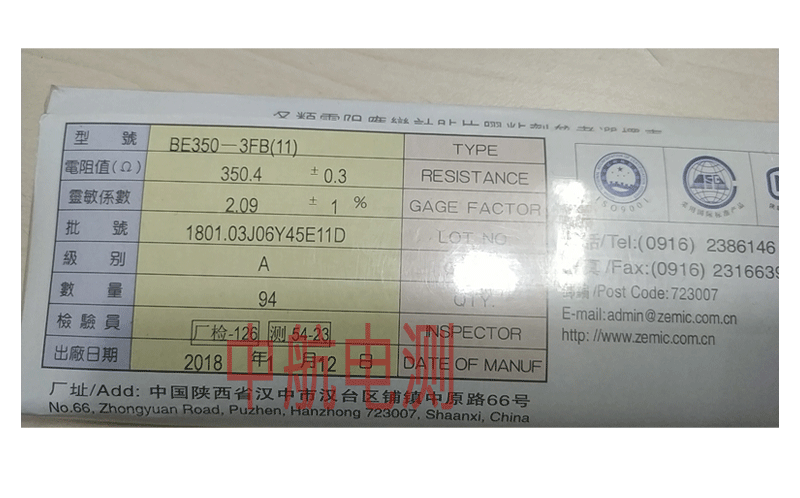 型 號 BE350-3FB(11) TYPE
電阻值(Ω) 350.4 ± 0.3 RESISTANCE
靈敏係數 2.09 ± 1 % GAGE FACTOR
批 號 1801.03J06Y45E11D LOT NO
級 别 A
數 量 94 QTY.
檢驗員 厂检-126 测 54-23 INSPECTOR
出廠日期 2018 年 1 月 12 日 DATE OF MANUF
中航电测
ISO9001
/Tel:(0916) 2386146
/Fax:(0916) 2316639
/Post Code:723007
E-mail:admin@zemic.com.cn
http: //www.zemic.com.cn
厂址/Add: 中国陕西省汉中市汉台区铺镇中原路66号
No.66, Zhongyuan Road, Puzhen, Hanzhong 723007, Shaanxi, China